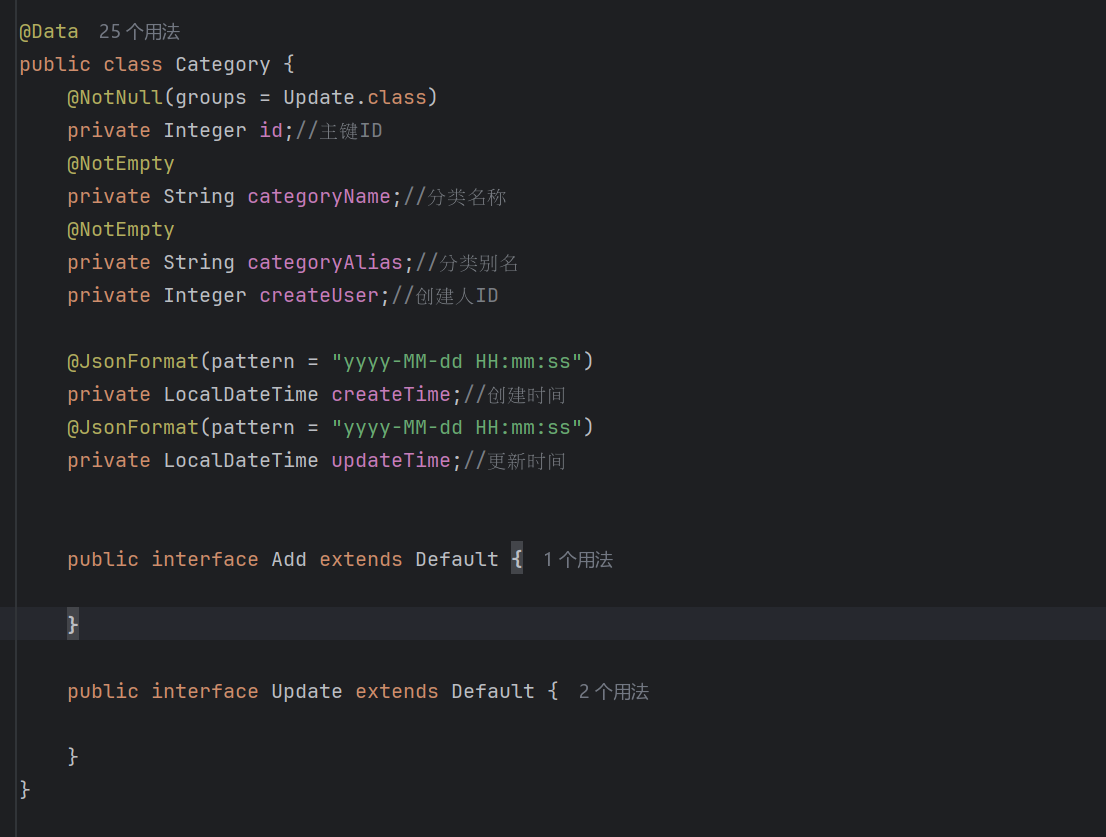 @Data 25 个用法
public class Category {
    @NotNull(groups = Update.class)
    private Integer id;//主键ID
    @NotEmpty
    private String categoryName;//分类名称
    @NotEmpty
    private String categoryAlias;//分类别名
    private Integer createUser;//创建人ID
    @JsonFormat(pattern = "yyyy-MM-dd HH:mm:ss")
    private LocalDateTime createTime;//创建时间
    @JsonFormat(pattern = "yyyy-MM-dd HH:mm:ss")
    private LocalDateTime updateTime;//更新时间
    public interface Add extends Default { 1 个用法
    }
    public interface Update extends Default { 2 个用法
    }
}